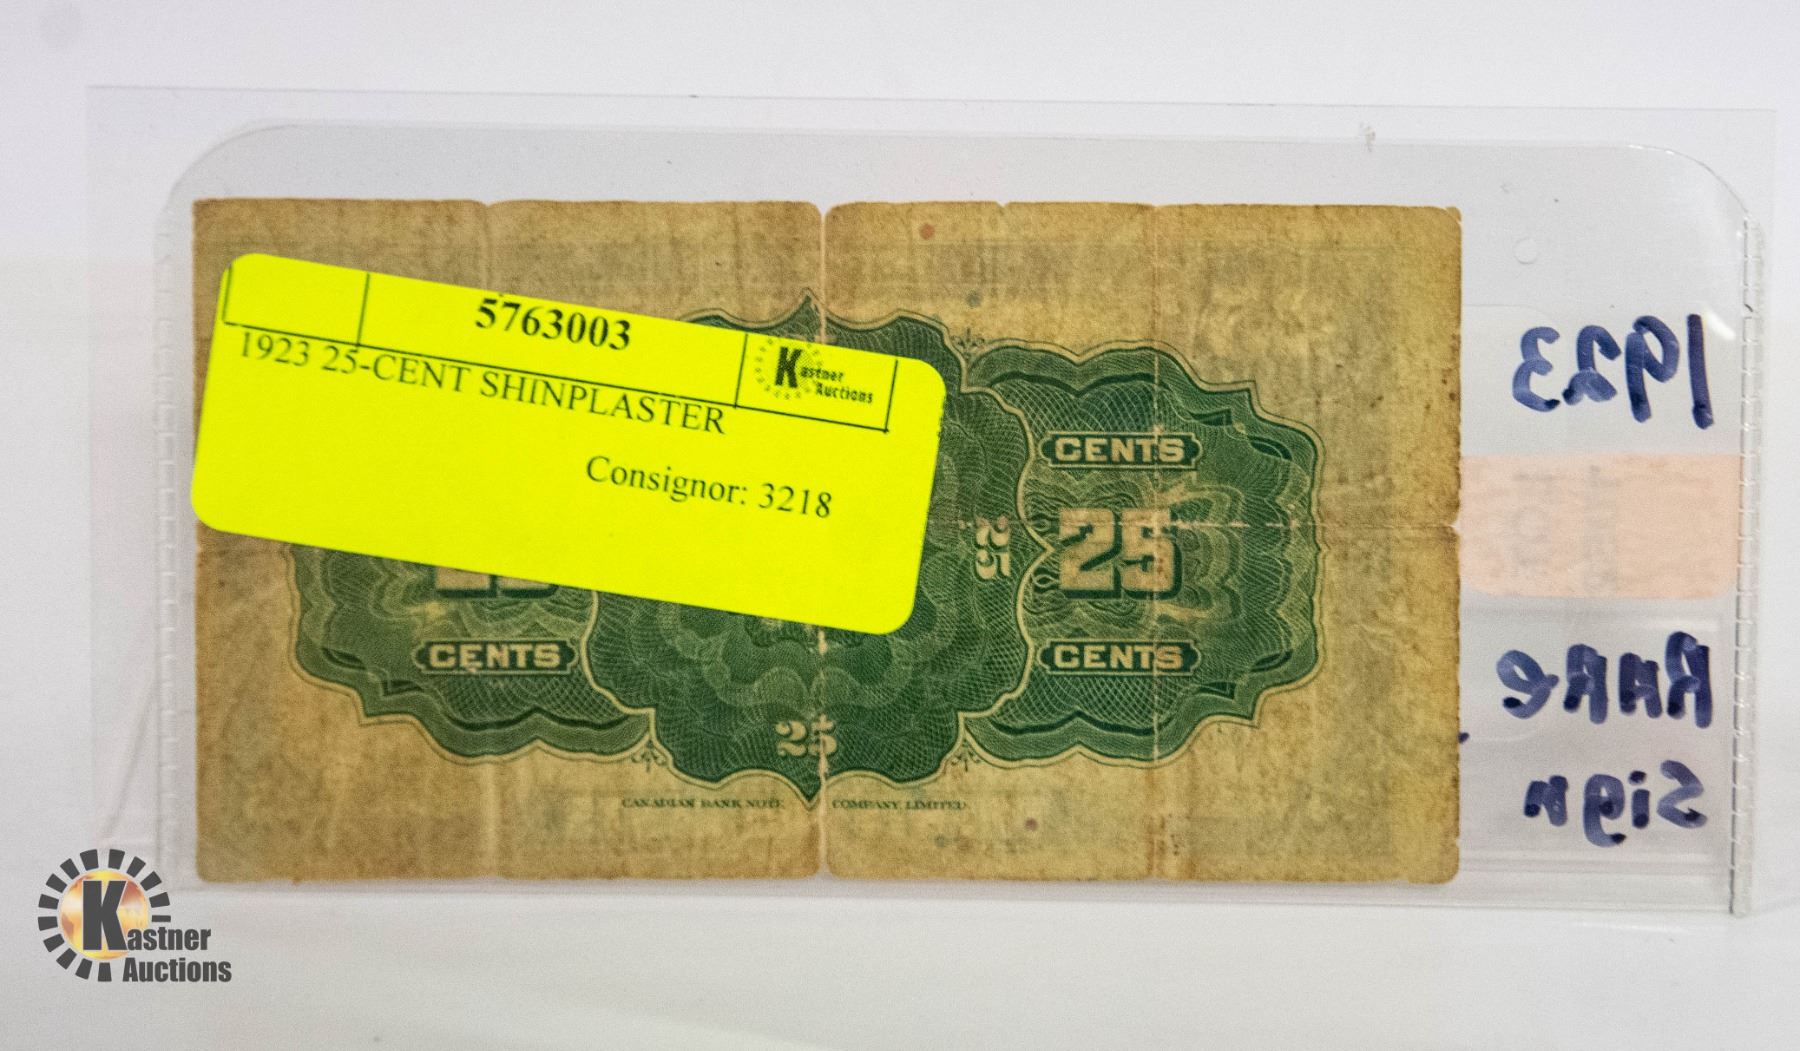 5763003
Kastner
Auctions
1923 25-CENT SHINPLASTER
Consignor: 3218
CENTS
25
25
CENTS
CENTS
25
CANADIAN BANK NOTE COMPANY, LIMITED
1923
RARE
Sign
Kastner
Auctions